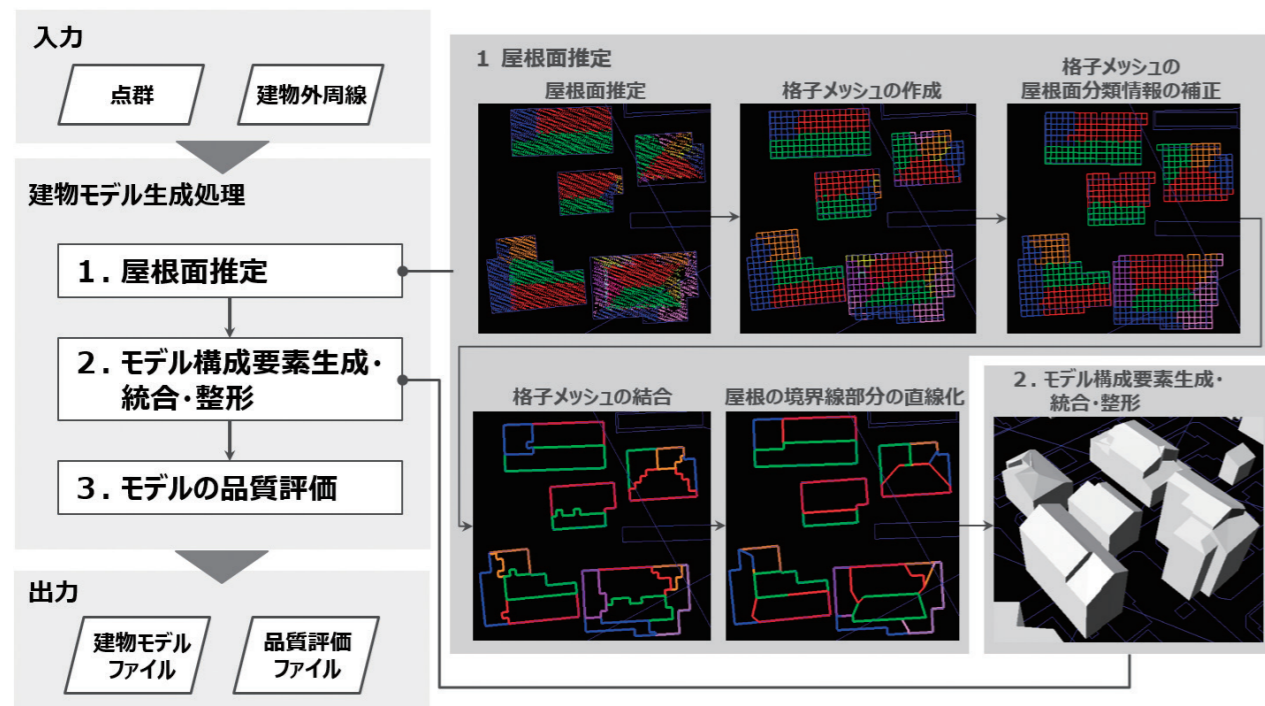 入力
点群
建物外周線
建物モデル生成処理
1．屋根面推定
2．モデル構成要素生成・
統合・整形
3．モデルの品質評価
出力
建物モデル
ファイル
品質評価
ファイル
1 屋根面推定
屋根面推定
格子メッシュの作成
格子メッシュの
屋根面分類情報の補正
格子メッシュの結合
屋根の境界線部分の直線化
2．モデル構成要素生成・
統合・整形